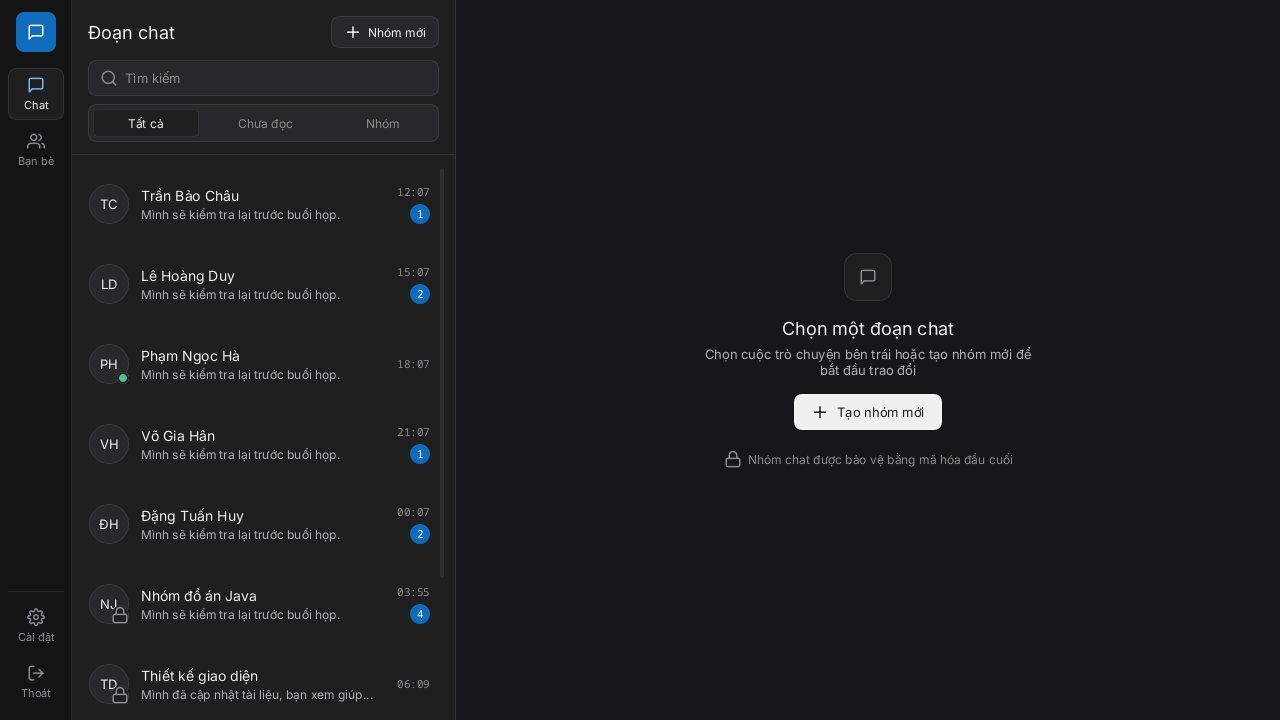 Chat
Bạn bè
Cài đặt
Thoát
Đoạn chat
Nhóm mới
Tìm kiếm
Tất cả
Chưa đọc
Nhóm
TC
Trần Bảo Châu
12:07
Mình sẽ kiểm tra lại trước buổi họp.
1
LD
Lê Hoàng Duy
15:07
Mình sẽ kiểm tra lại trước buổi họp.
2
PH
Phạm Ngọc Hà
18:07
Mình sẽ kiểm tra lại trước buổi họp.
VH
Võ Gia Hân
21:07
Mình sẽ kiểm tra lại trước buổi họp.
1
ĐH
Đặng Tuấn Huy
00:07
Mình sẽ kiểm tra lại trước buổi họp.
2
NJ
Nhóm đồ án Java
03:55
Mình sẽ kiểm tra lại trước buổi họp.
4
TD
Thiết kế giao diện
06:09
Mình đã cập nhật tài liệu, bạn xem giúp...
Chọn một đoạn chat
Chọn cuộc trò chuyện bên trái hoặc tạo nhóm mới để
bắt đầu trao đổi
Tạo nhóm mới
Nhóm chat được bảo vệ bằng mã hóa đầu cuối